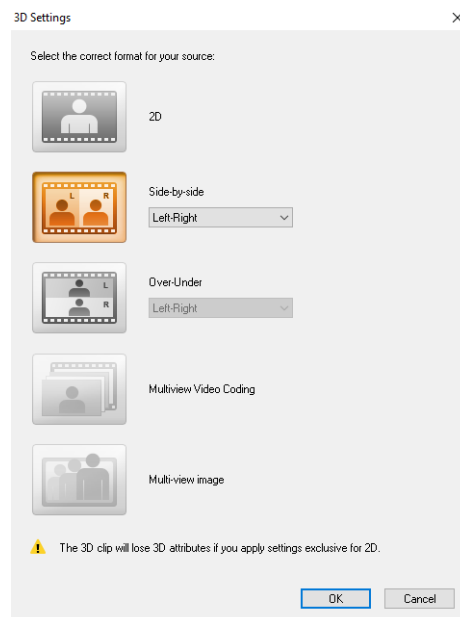 3D Settings
Select the correct format for your source:
2D
L R
Side-by-side
Left-Right
L
R
Over-Under
Left-Right
Multiview Video Coding
Multi-view image
The 3D clip will lose 3D attributes if you apply settings exclusive for 2D.
OK Cancel